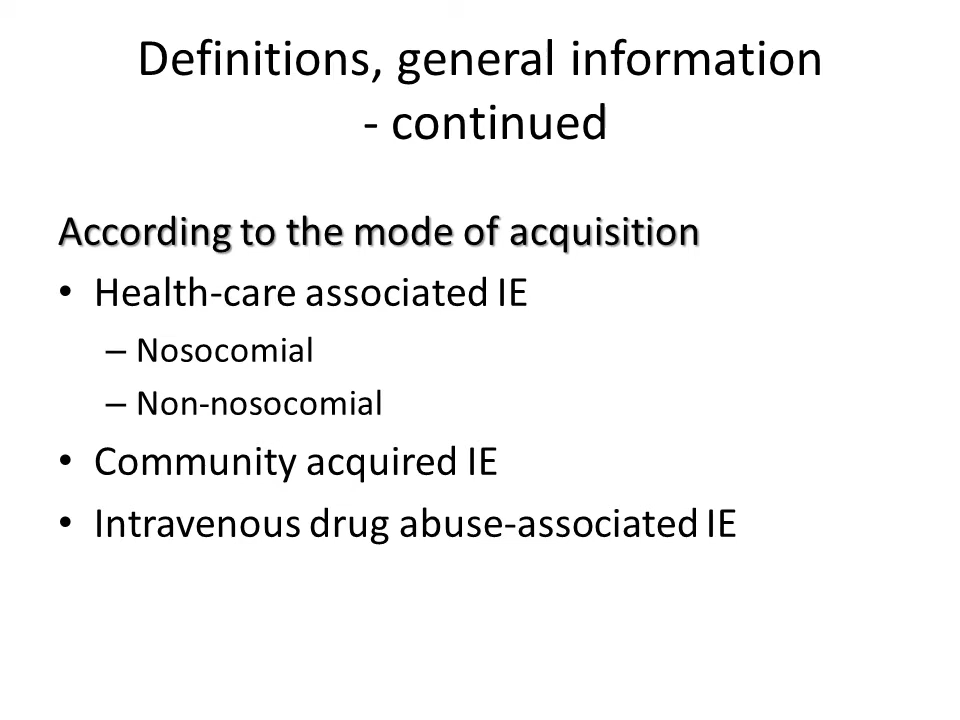 Definitions, general information
- continued
According to the mode of acquisition
• Health-care associated IE
– Nosocomial
– Non-nosocomial
• Community acquired IE
• Intravenous drug abuse-associated IE